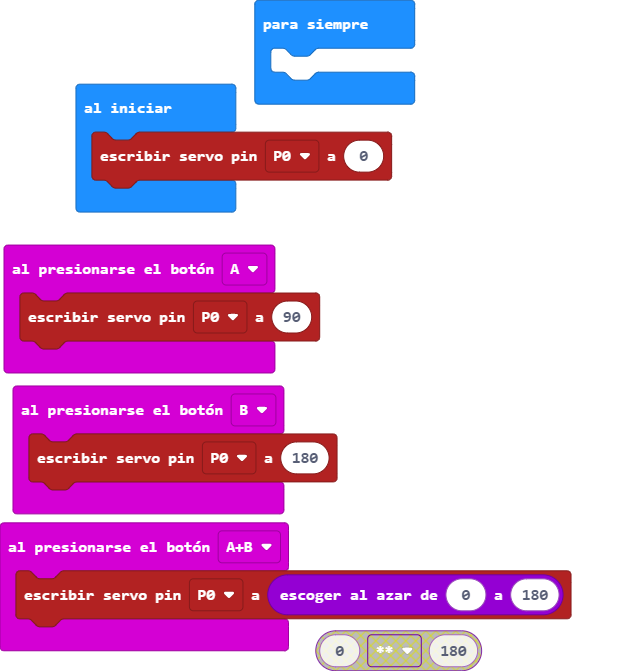 para siempre
al iniciar
escribir servo pin P0 a 0
al presionarse el botón A
escribir servo pin P0 a 90
al presionarse el botón B
escribir servo pin P0 a 180
al presionarse el botón A+B
escribir servo pin P0 a escoger al azar de 0 a 180
0 ** 180